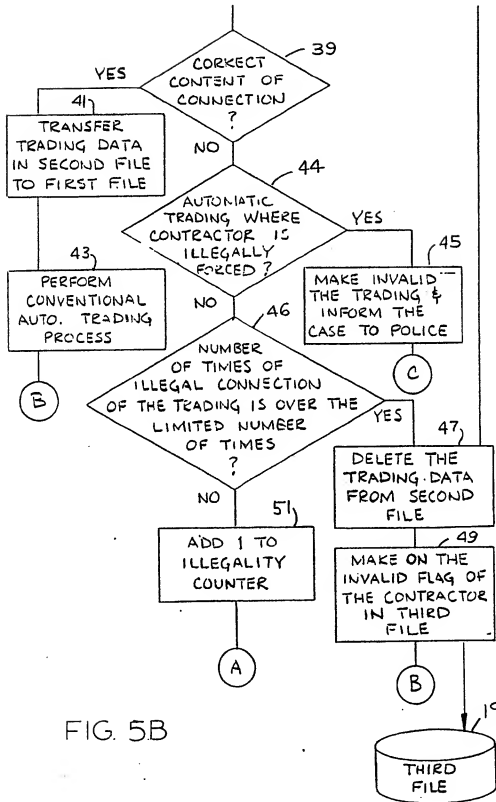 39
CORRECT
CONTENT OF
CONNECTION
?
YES
NO
41
TRANSFER
TRADING DATA
IN SECOND FILE
TO FIRST FILE
44
AUTOMATIC
TRADING WHERE
CONTRACTOR IS
ILLEGALLY
FORCED?
YES
NO
43
PERFORM
CONVENTIONAL
AUTO. TRADING
PROCESS
B
45
MAKE INVALID
THE TRADING &
INFORM THE
CASE TO POLICE
C
46
NUMBER
OF TIMES OF
ILLEGAL CONNECTION
OF THE TRADING IS OVER THE
LIMITED NUMBER
OF TIMES
?
YES
NO
47
DELETE THE
TRADING DATA
FROM SECOND
FILE
51
ADD 1 TO
ILLEGALITY
COUNTER
A
49
MAKE ON THE
INVALID FLAG OF
THE CONTRACTOR
IN THIRD
FILE
B
FIG. 5B
THIRD
FILE